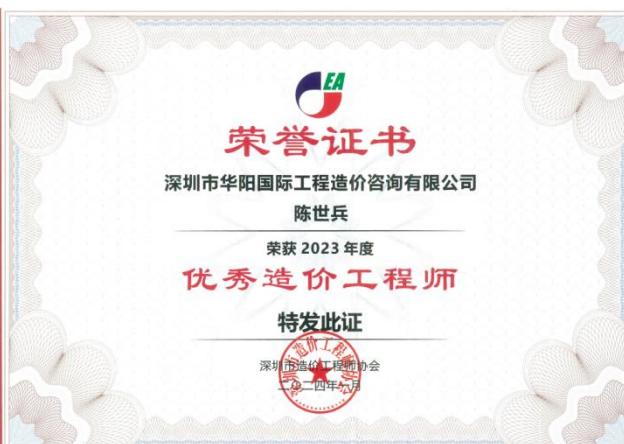 EA
荣誉证书
深圳市华阳国际工程造价咨询有限公司
陈世兵
荣获 2023 年度
优秀造价工程师
特发此证
深圳市造价工程师协会
二〇二四年一月